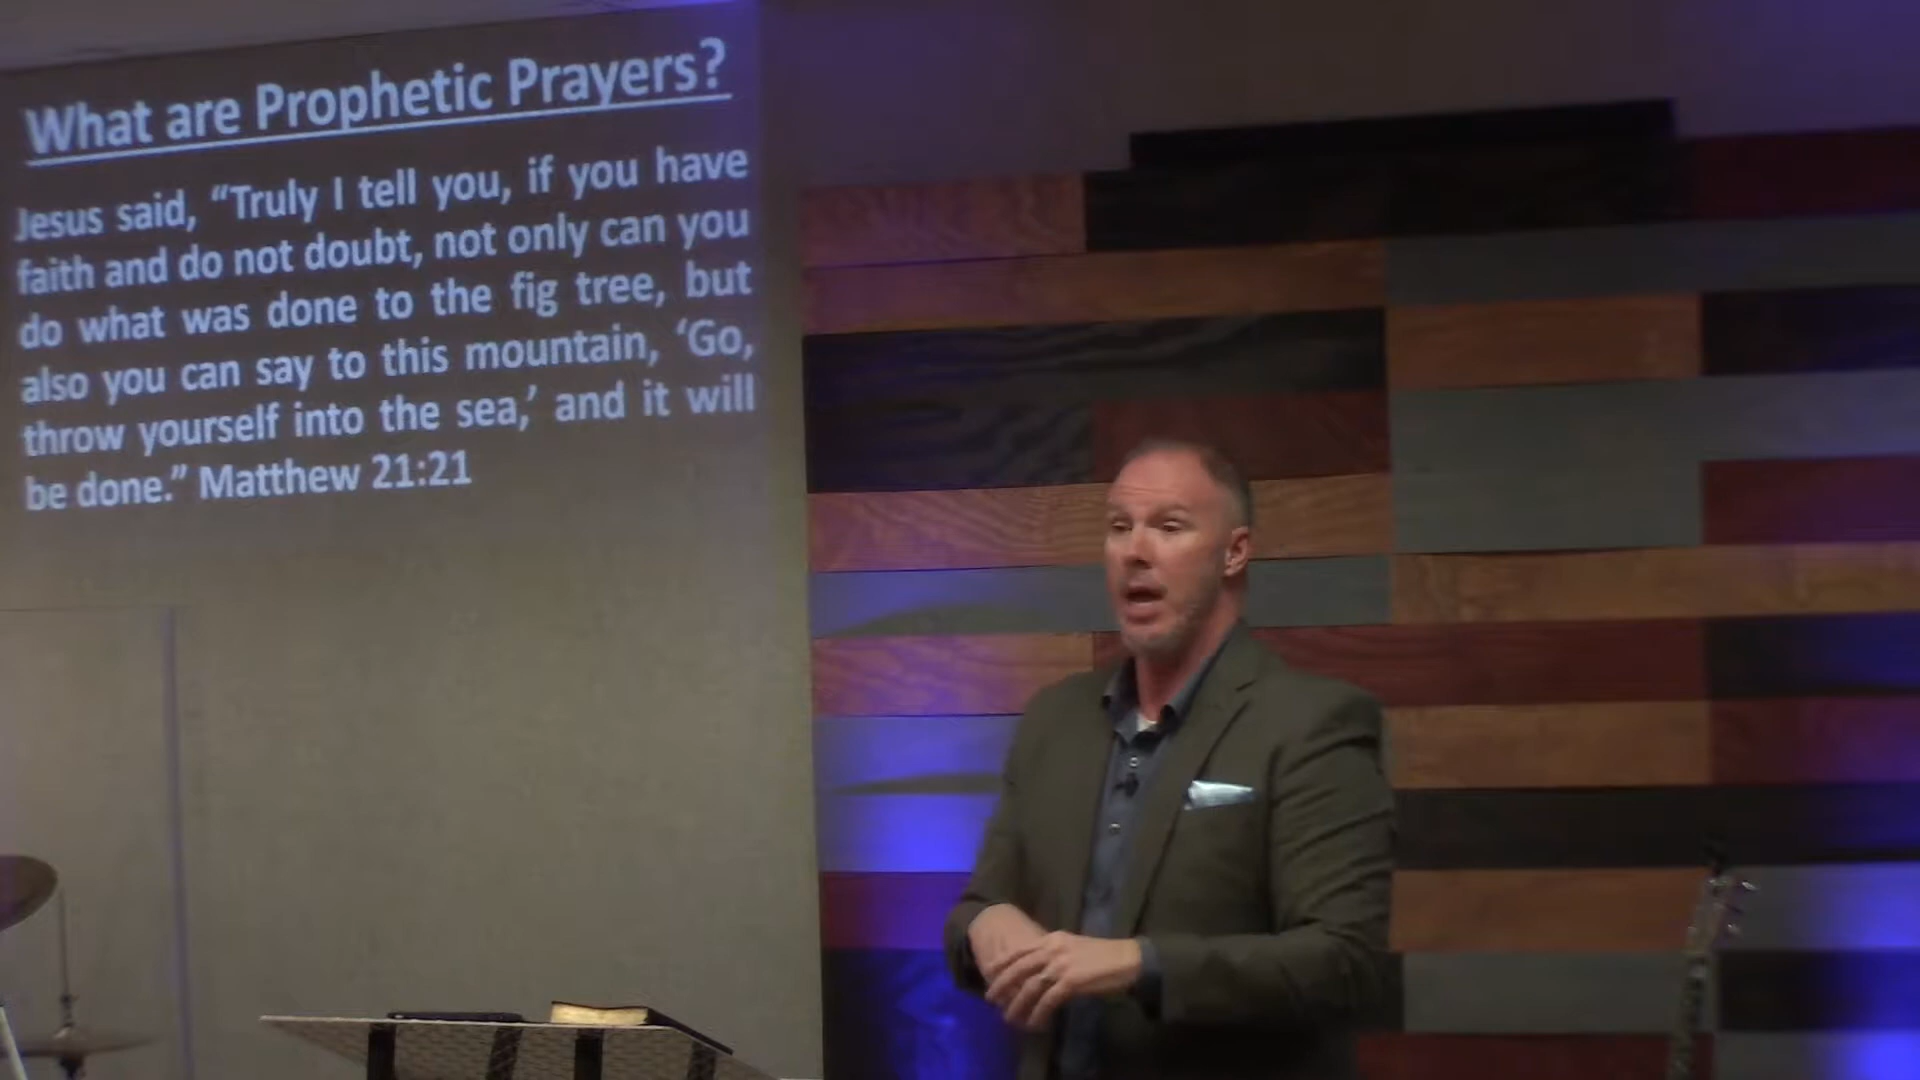 What are Prophetic Prayers?
Jesus said, “Truly I tell you, if you have
faith and do not doubt, not only can you
do what was done to the fig tree, but
also you can say to this mountain, ‘Go,
throw yourself into the sea,’ and it will
be done.” Matthew 21:21